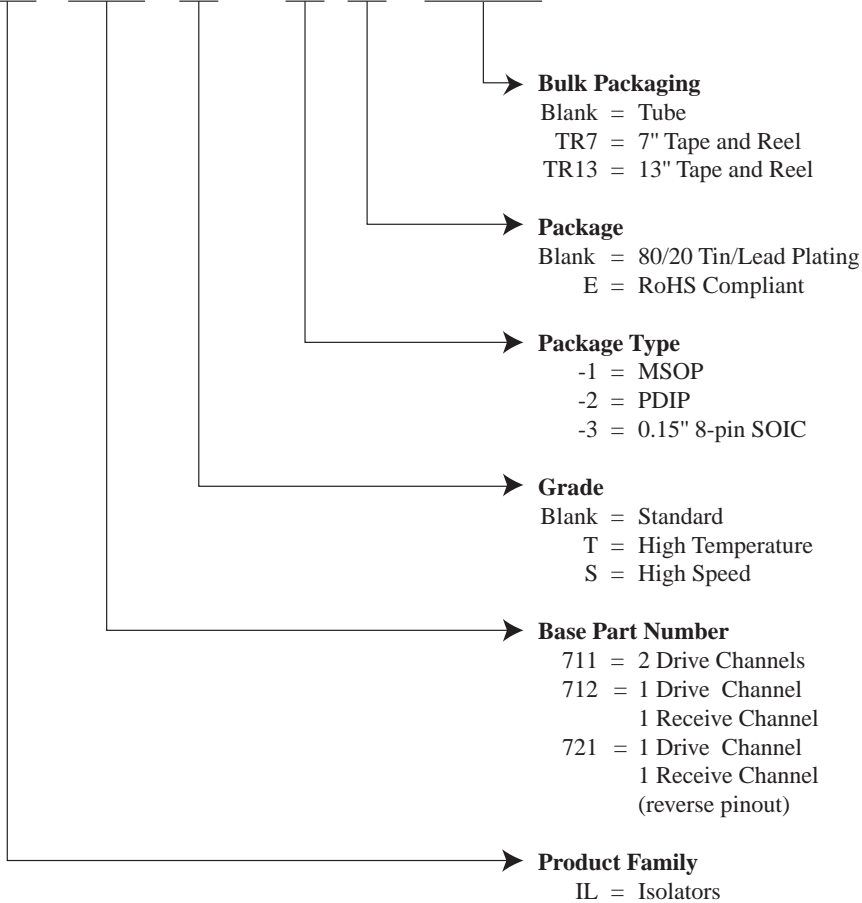 Bulk Packaging
Blank = Tube
TR7 = 7" Tape and Reel
TR13 = 13" Tape and Reel
Package
Blank = 80/20 Tin/Lead Plating
E = RoHS Compliant
Package Type
-1 = MSOP
-2 = PDIP
-3 = 0.15" 8-pin SOIC
Grade
Blank = Standard
T = High Temperature
S = High Speed
Base Part Number
711 = 2 Drive Channels
712 = 1 Drive Channel
1 Receive Channel
721 = 1 Drive Channel
1 Receive Channel
(reverse pinout)
Product Family
IL = Isolators